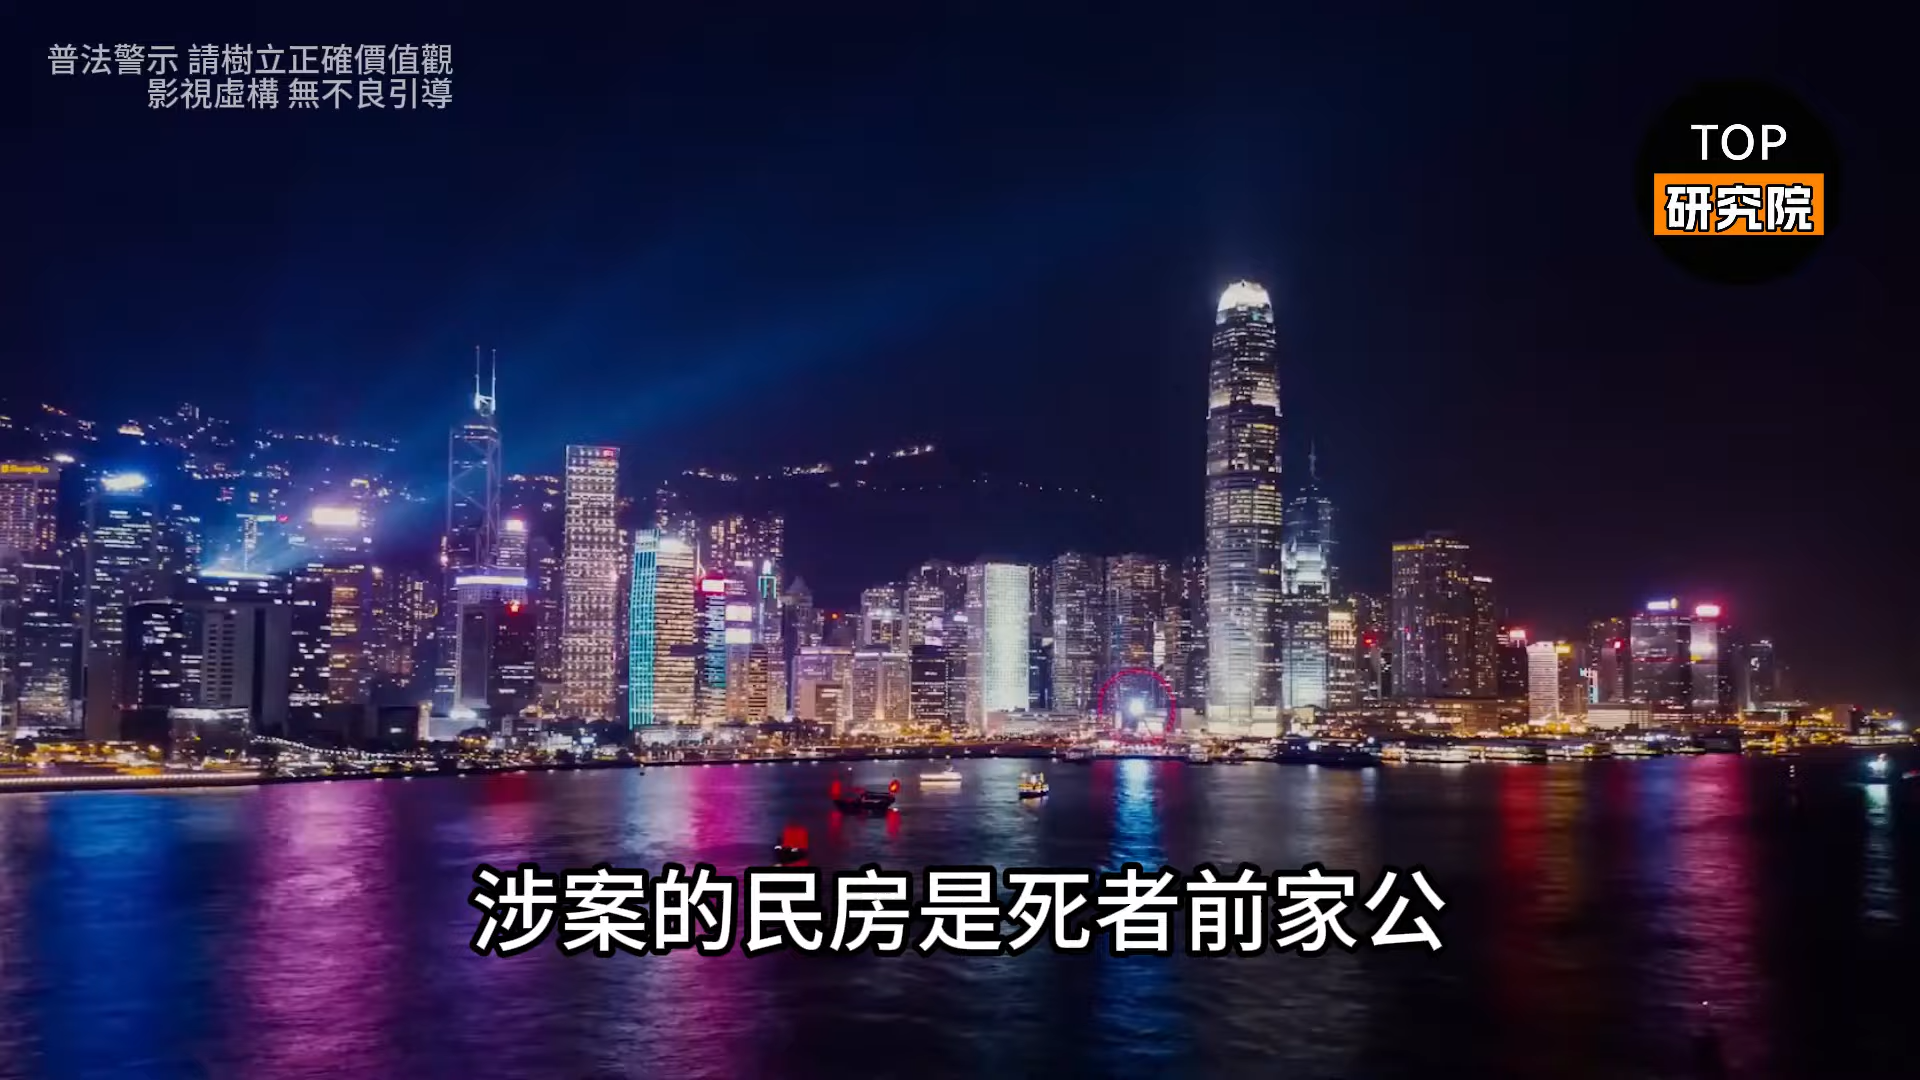 普法警示 請樹立正確價值觀
影視虛構 無不良引導
TOP
研究院
涉案的民房是死者前家公